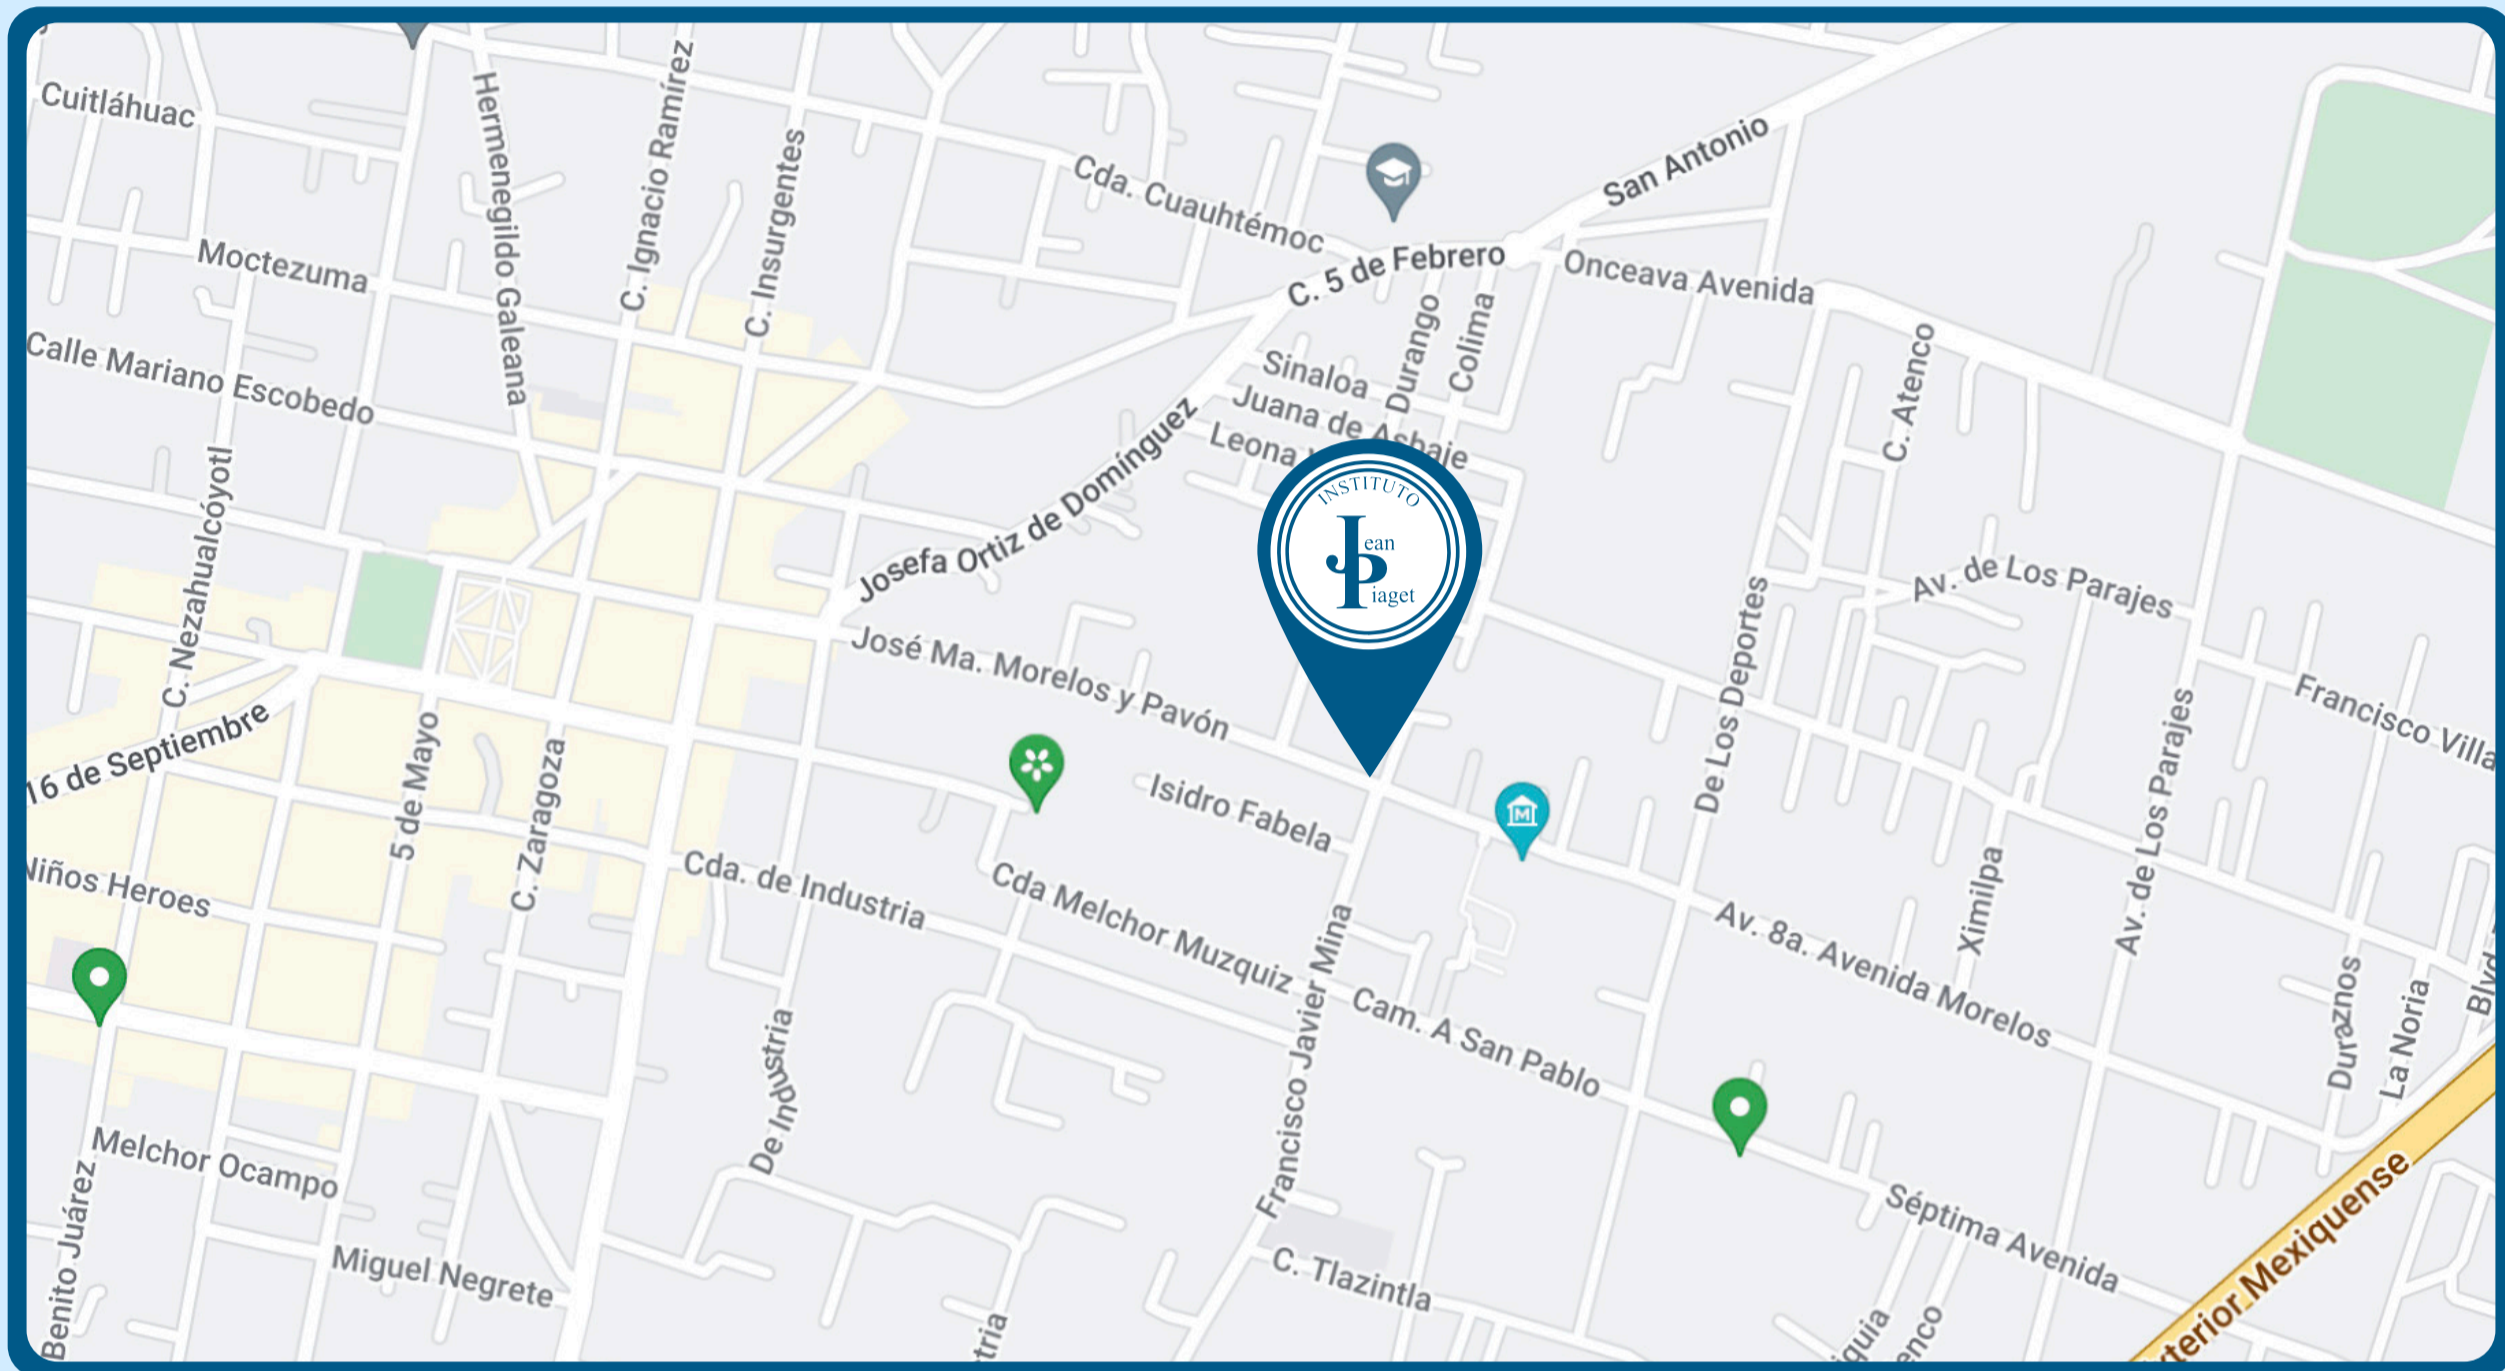 Cuitláhuac
Hermenegildo Galeana
C. Ignacio Ramírez
C. Insurgentes
Cda. Cuauhtémoc
San Antonio
C. 5 de Febrero
Onceava Avenida
Moctezuma
Calle Mariano Escobedo
Durango
Colima
Sinaloa
Juana de Asbaje
Leona
C. Atenco
C. Nezahualcóyotl
Josefa Ortiz de Domínguez
INSTITUTO
Jean
Piaget
Av. de Los Parajes
José Ma. Morelos y Pavón
De Los Deportes
Francisco Villa
16 de Septiembre
5 de Mayo
C. Zaragoza
Isidro Fabela
M
Av. de Los Parajes
Ximilpa
Niños Heroes
Cda. de Industria
Cda Melchor Muzquiz
Francisco Javier Mina
Av. 8a. Avenida Morelos
Cam. A San Pablo
Duraznos
La Noria
Blvd
De Industria
Melchor Ocampo
Benito Juárez
Miguel Negrete
C. Tlazintla
Séptima Avenida
xterior Mexiquense
tria
quia
enco